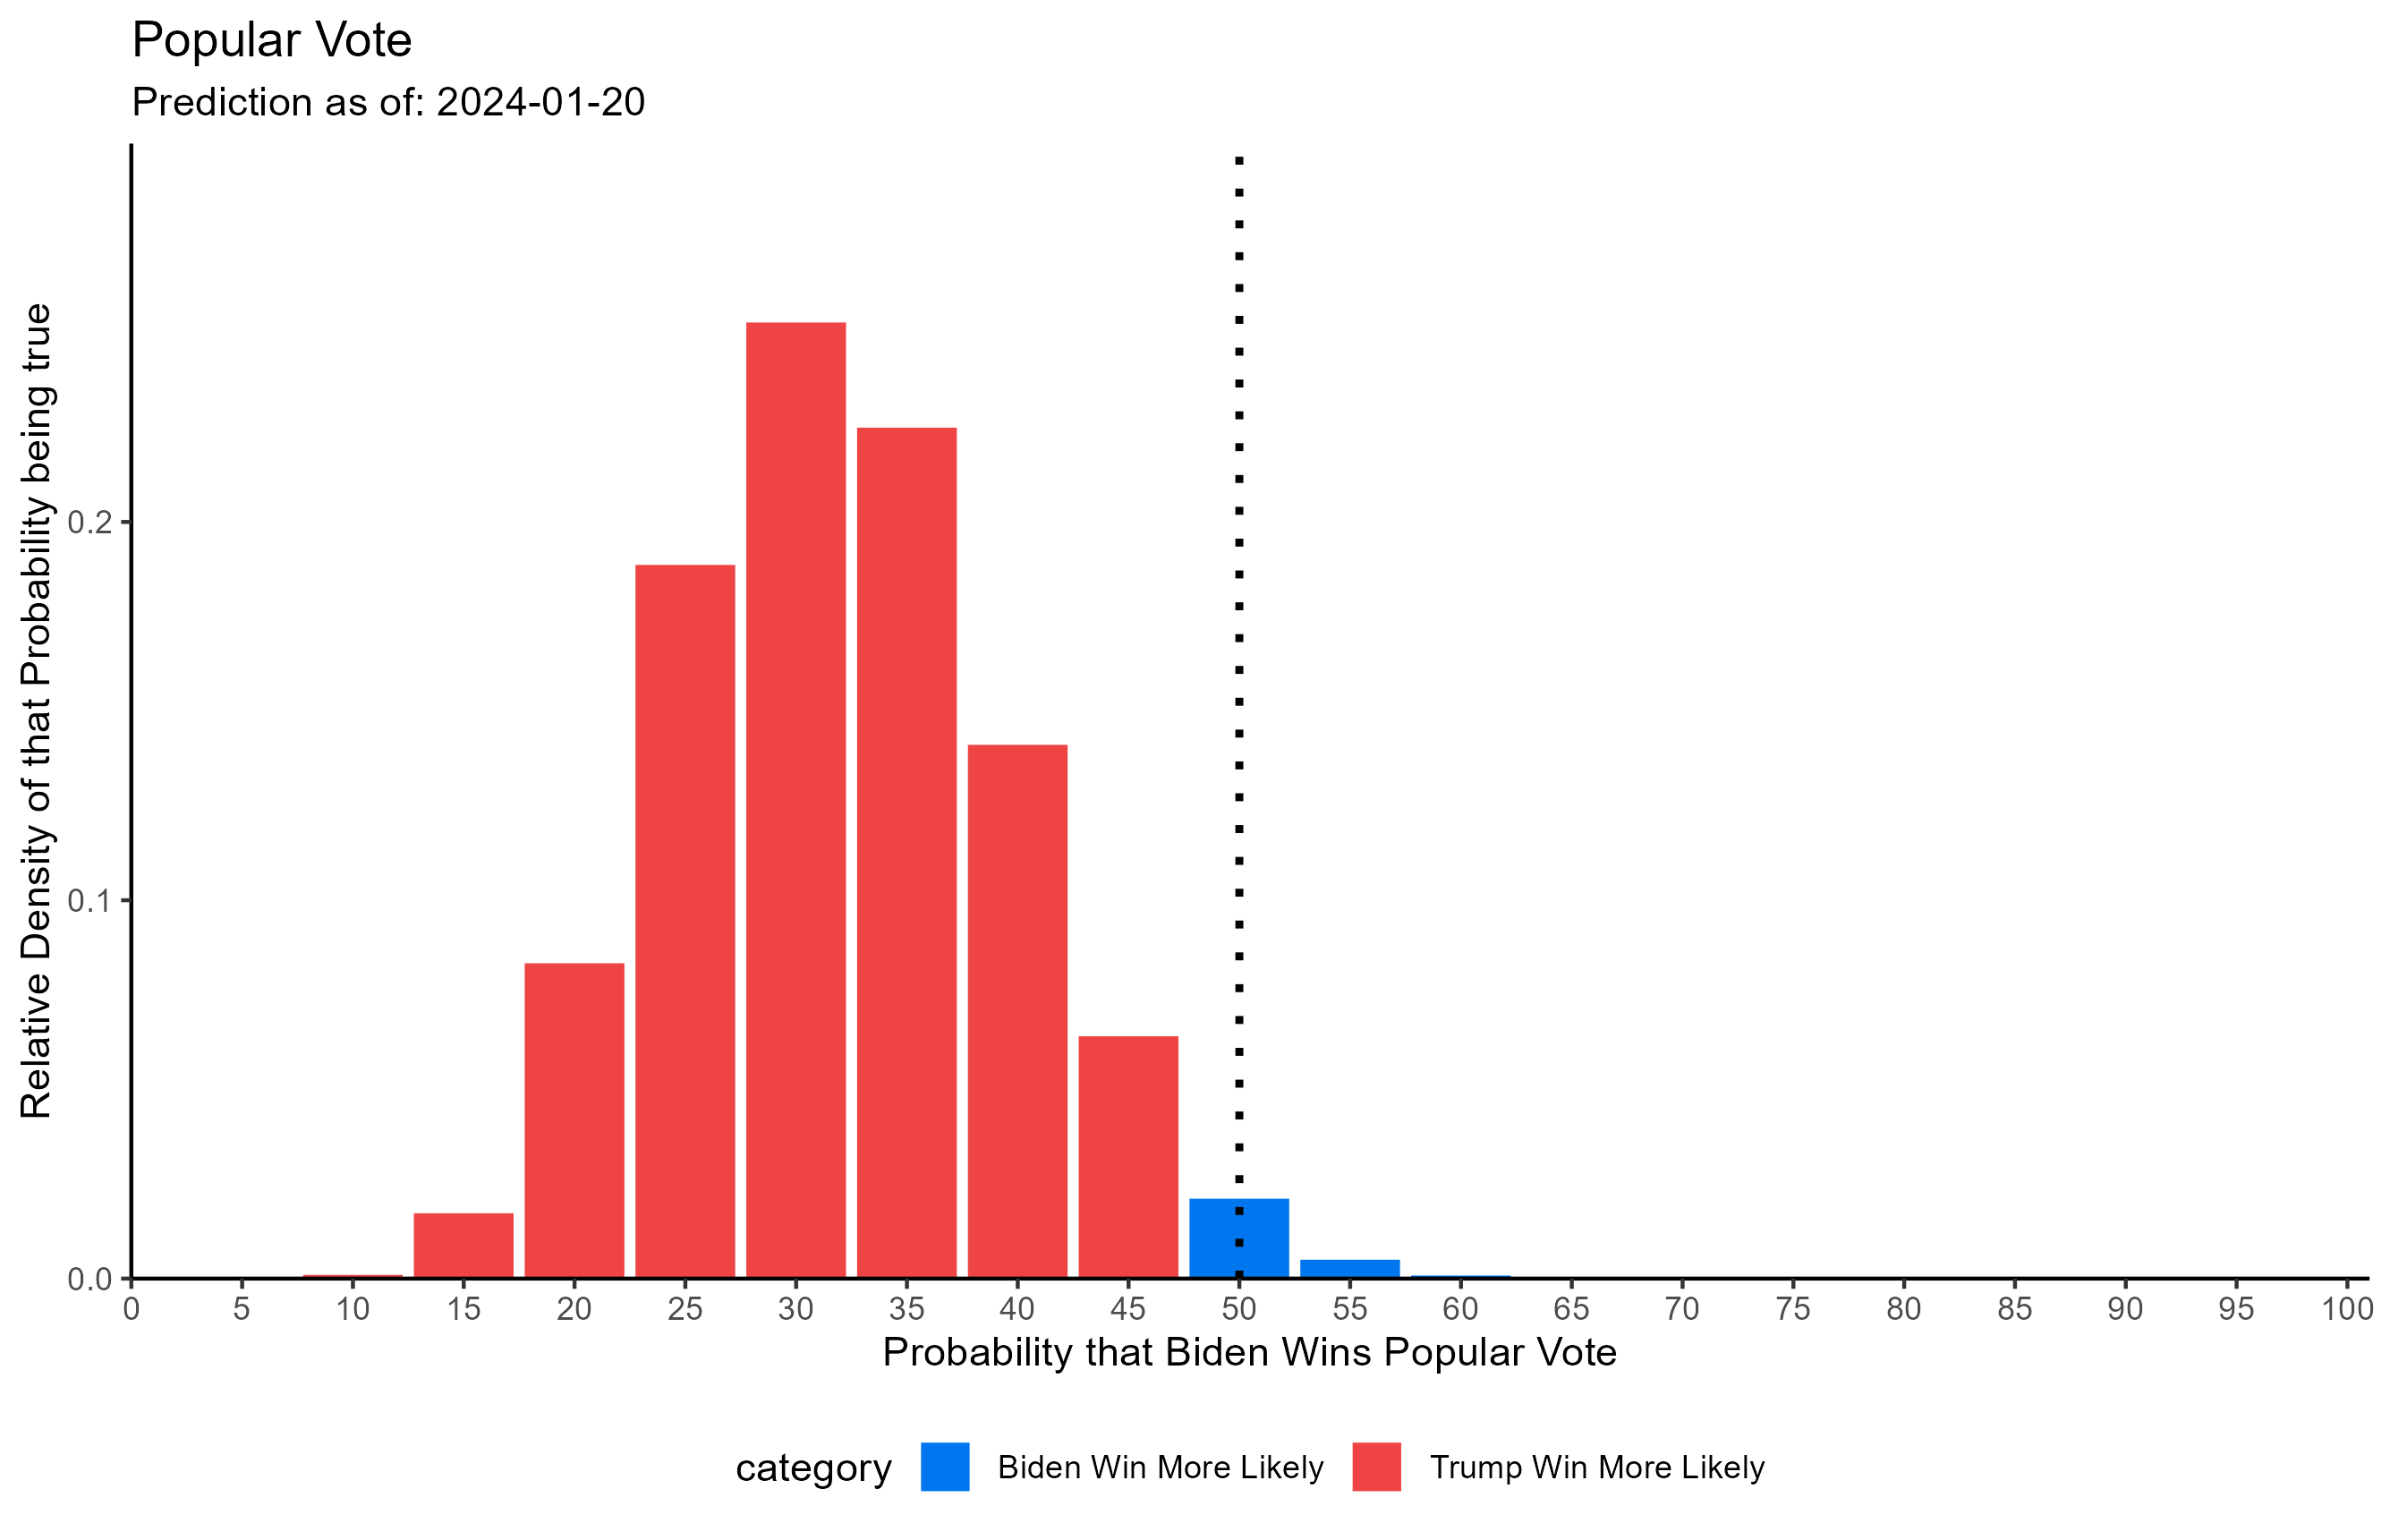 Popular Vote
Prediction as of: 2024-01-20
Relative Density of that Probability being true
0.2
0.1
0.0
0 5 10 15 20 25 30 35 40 45 50 55 60 65 70 75 80 85 90 95 100
Probability that Biden Wins Popular Vote
category Biden Win More Likely Trump Win More Likely